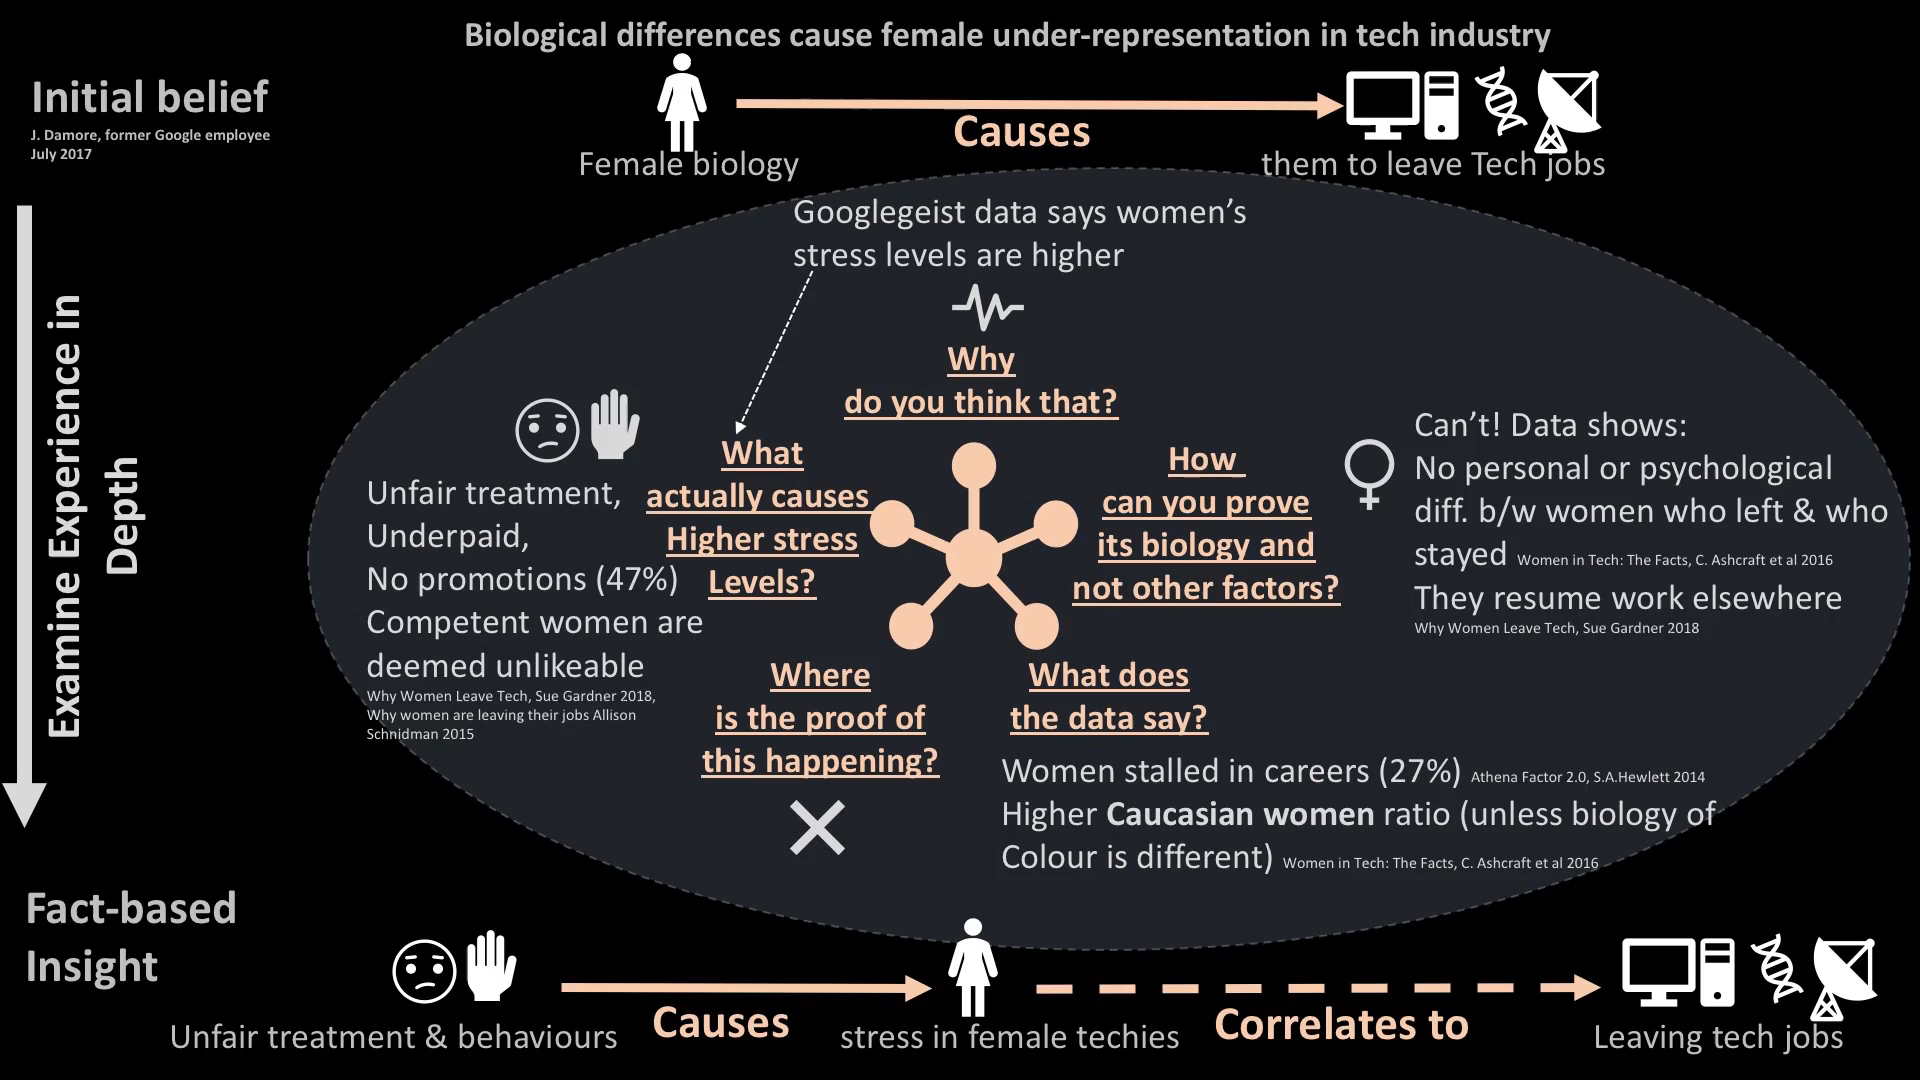 Biological differences cause female under-representation in tech industry
Initial belief
J. Damore, former Google employee
July 2017
Causes
Female biology
them to leave Tech jobs
Examine Experience in
Depth
Googlegeist data says women's
stress levels are higher
Why
do you think that?
What
actually causes
Higher stress
Levels?
Unfair treatment,
Underpaid,
No promotions (47%)
Competent women are
deemed unlikeable
Why Women Leave Tech, Sue Gardner 2018,
Why women are leaving their jobs Allison
Schnidman 2015
How
can you prove
its biology and
not other factors?
Can't! Data shows:
No personal or psychological
diff. b/w women who left & who
stayed Women in Tech: The Facts, C. Ashcraft et al 2016
They resume work elsewhere
Why Women Leave Tech, Sue Gardner 2018
Where
is the proof of
this happening?
What does
the data say?
Women stalled in careers (27%) Athena Factor 2.0, S.A.Hewlett 2014
Higher Caucasian women ratio (unless biology of
Colour is different) Women in Tech: The Facts, C. Ashcraft et al 2016
Fact-based
Insight
Unfair treatment & behaviours
Causes
stress in female techies
Correlates to
Leaving tech jobs